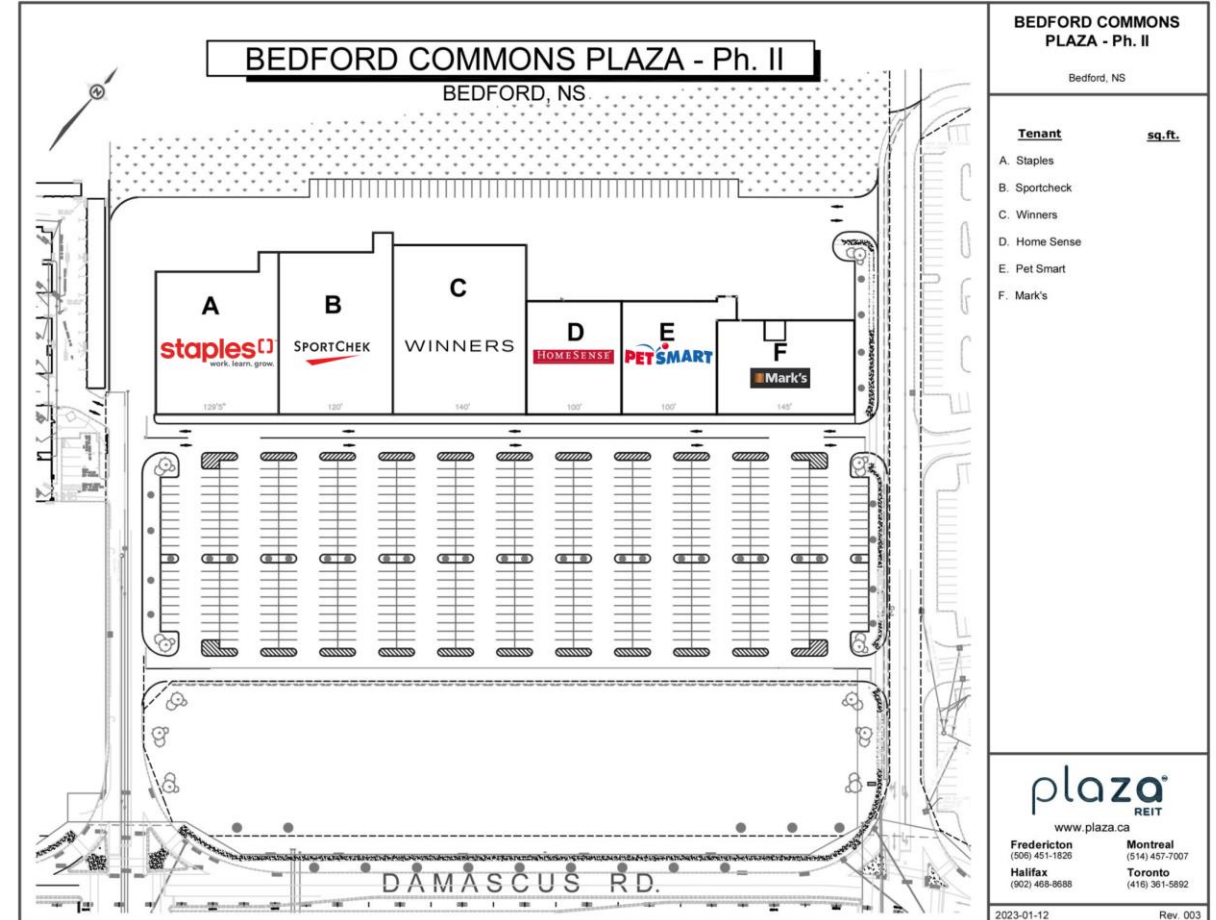 BEDFORD COMMONS PLAZA - Ph. II
BEDFORD, NS
N
A
staples
work. learn. grow.
129'5"
B
SPORTCHEK
120'
C
WINNERS
140'
D
HOMESENSE
100'
E
PETSMART
100'
F
Mark's
145'
DAMASCUS RD.
BEDFORD COMMONS
PLAZA - Ph. II
Bedford, NS
Tenant sq.ft.
A. Staples
B. Sportcheck
C. Winners
D. Home Sense
E. Pet Smart
F. Mark's
plaza
REIT
www.plaza.ca
Fredericton Montreal
(506) 451-1826 (514) 457-7007
Halifax Toronto
(902) 468-8688 (416) 361-5892
2023-01-12 Rev. 003